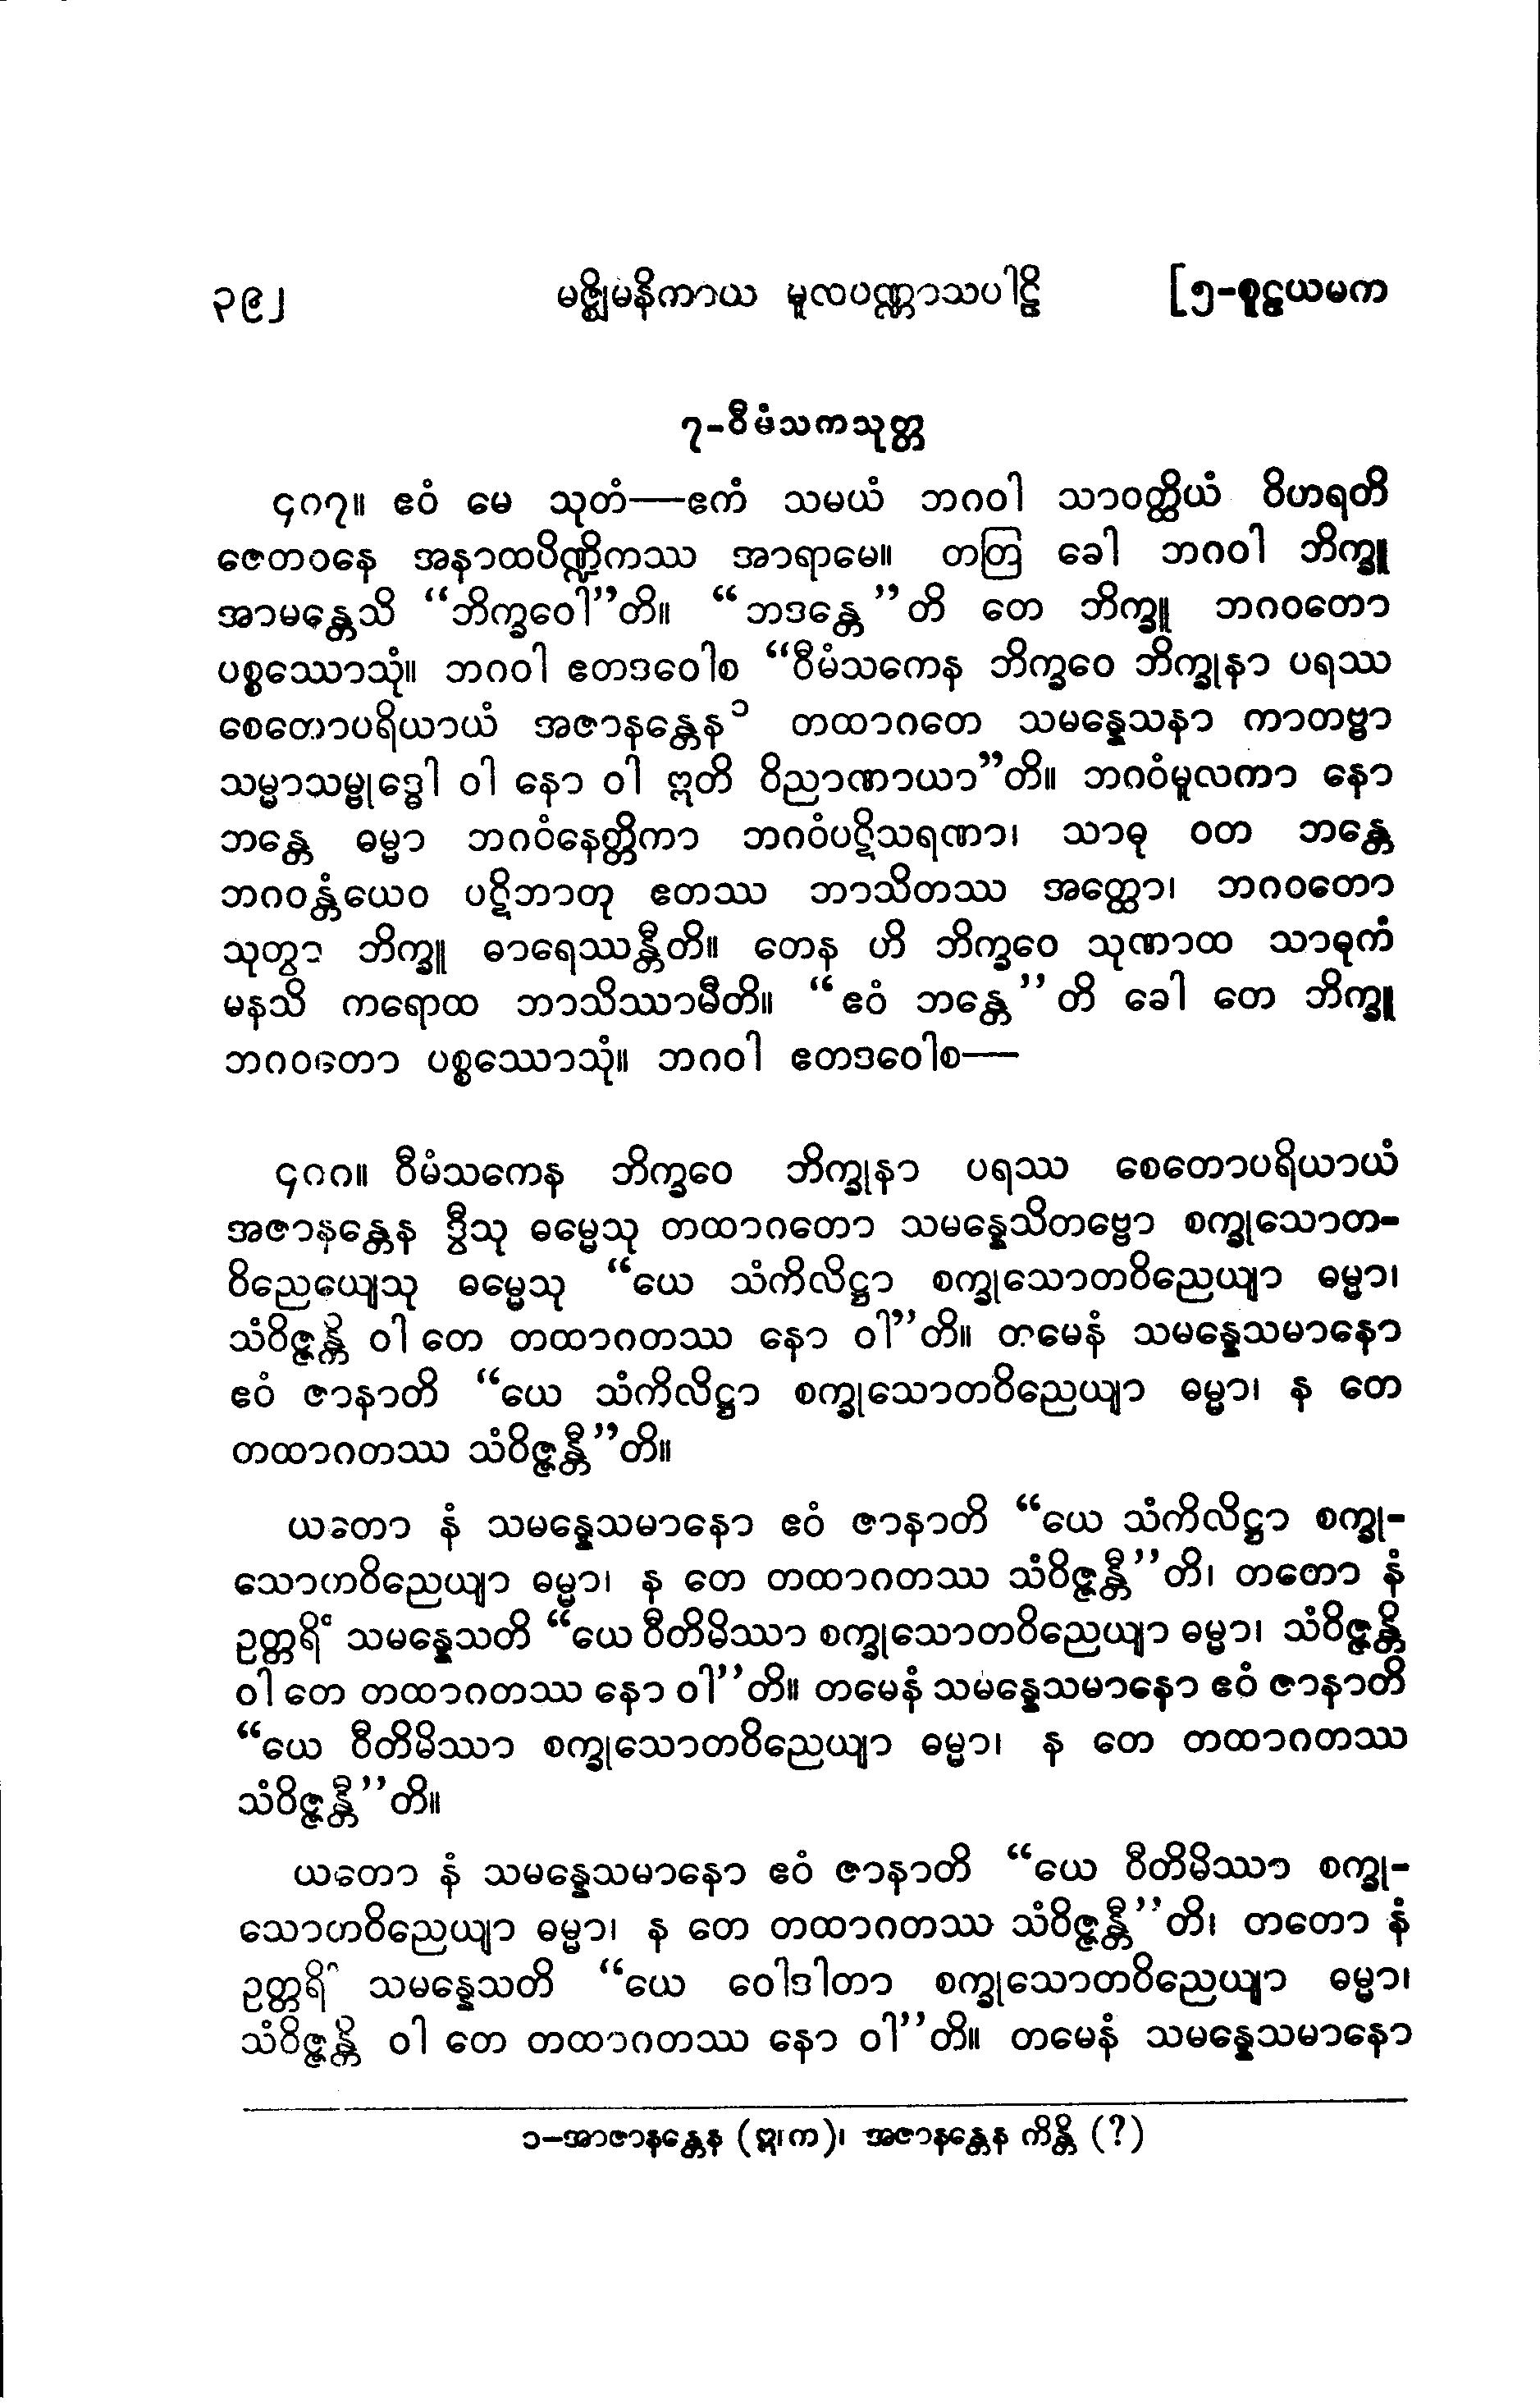 ၃၉၂ မဇ္ဈိမနိကာယ မူလပဏ္ဏာသပါဠိ [၅-စူဠယမက
၇-ဝီမံသကသုတ္တ
၄၈၇။ ဧဝံ မေ သုတံ—ဧကံ သမယံ ဘဂဝါ သာဝတ္ထိယံ ဝိဟရတိ
ဇေတဝနေ အနာထပိဏ္ဍိကဿ အာရာမေ။ တတြ ခေါ ဘဂဝါ ဘိက္ခူ
အာမန္တေသိ “ဘိက္ခဝေါ”တိ။ “ဘဒန္တေ”တိ တေ ဘိက္ခူ ဘဂဝတော
ပစ္စဿောသုံ။ ဘဂဝါ ဧတဒဝေါစ “ဝီမံသကေန ဘိက္ခဝေ ဘိက္ခုနာ ပရဿ
စေတောပရိယာယံ အဇာနန္တေန၁ တထာဂတေ သမန္နေသနာ ကာတဗ္ဗာ
သမ္မာသမ္ဗုဒ္ဓေါ ဝါ နော ဝါ ဣတိ ဝိညာဏာယာ”တိ။ ဘဂဝံမူလကာ နော
ဘန္တေ ဓမ္မာ ဘဂဝံနေတ္တိကာ ဘဂဝံပဋိသရဏာ၊ သာဓု ဝတ ဘန္တေ
ဘဂဝန္တံယေဝ ပဋိဘာတု ဧတဿ ဘာသိတဿ အတ္ထော၊ ဘဂဝတော
သုတွာ ဘိက္ခူ ဓာရေဿန္တီတိ။ တေန ဟိ ဘိက္ခဝေ သုဏာထ သာဓုကံ
မနသိ ကရောထ ဘာသိဿာမီတိ။ “ဧဝံ ဘန္တေ”တိ ခေါ တေ ဘိက္ခူ
ဘဂဝတော ပစ္စဿောသုံ။ ဘဂဝါ ဧတဒဝေါစ—
၄၈၈။ ဝီမံသကေန ဘိက္ခဝေ ဘိက္ခုနာ ပရဿ စေတောပရိယာယံ
အဇာနန္တေန ဒွီသု ဓမ္မေသု တထာဂတော သမန္နေသိတဗ္ဗော စက္ခုသောတ-
ဝိညေယျေသု ဓမ္မေသု “ယေ သံကိလိဋ္ဌာ စက္ခုသောတဝိညေယျာ ဓမ္မာ၊
သံဝိဇ္ဇန္တိ ဝါ တေ တထာဂတဿ နော ဝါ”တိ။ တမေနံ သမန္နေသမာနော
ဧဝံ ဇာနာတိ “ယေ သံကိလိဋ္ဌာ စက္ခုသောတဝိညေယျာ ဓမ္မာ၊ န တေ
တထာဂတဿ သံဝိဇ္ဇန္တီ”တိ။
ယတော နံ သမန္နေသမာနော ဧဝံ ဇာနာတိ “ယေ သံကိလိဋ္ဌာ စက္ခု-
သောတဝိညေယျာ ဓမ္မာ၊ န တေ တထာဂတဿ သံဝိဇ္ဇန္တီ”တိ၊ တတော နံ
ဥတ္တရိံ သမန္နေသတိ “ယေ ဝီတိမိဿာ စက္ခုသောတဝိညေယျာ ဓမ္မာ၊ သံဝိဇ္ဇန္တိ
ဝါ တေ တထာဂတဿ နော ဝါ”တိ။ တမေနံ သမန္နေသမာနော ဧဝံ ဇာနာတိ
“ယေ ဝီတိမိဿာ စက္ခုသောတဝိညေယျာ ဓမ္မာ၊ န တေ တထာဂတဿ
သံဝိဇ္ဇန္တီ”တိ။
ယတော နံ သမန္နေသမာနော ဧဝံ ဇာနာတိ “ယေ ဝီတိမိဿာ စက္ခု-
သောတဝိညေယျာ ဓမ္မာ၊ န တေ တထာဂတဿ သံဝိဇ္ဇန္တီ”တိ၊ တတော နံ
ဥတ္တရိံ သမန္နေသတိ “ယေ ဝေါဒါတာ စက္ခုသောတဝိညေယျာ ဓမ္မာ၊
သံဝိဇ္ဇန္တိ ဝါ တေ တထာဂတဿ နော ဝါ”တိ။ တမေနံ သမန္နေသမာနော
၁-အာဇာနန္တေန (ဣ၊က)၊ အဇာနန္တေန ကိန္တိ (?)